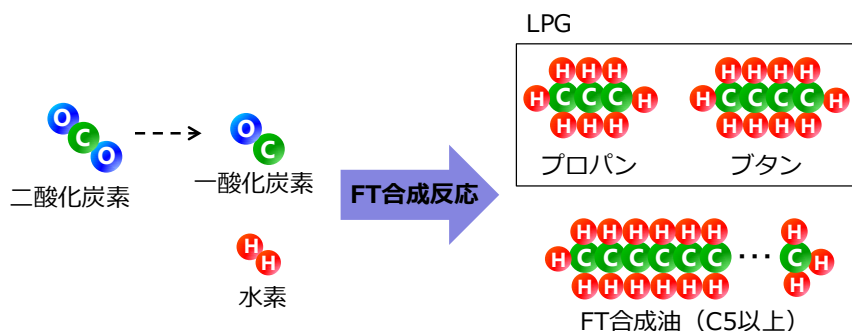 LPG
H H H
H C C C H
H H H
プロパン
H H H H
H C C C C H
H H H H
ブタン
O C O
二酸化炭素
O C
一酸化炭素
H H
水素
FT合成反応
H H H H H H
H C C C C C C ··· C H
H H H H H H
H
H
FT合成油（C5以上）